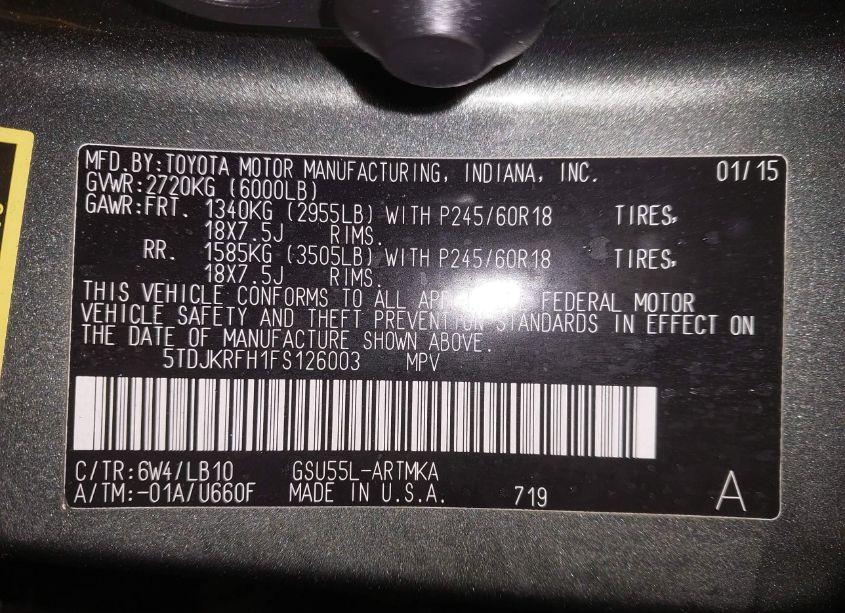 MFD.BY:TOYOTA MOTOR MANUFACTURING, INDIANA, INC. 01/15
GVWR:2720KG (6000LB)
GAWR:FRT. 1340KG (2955LB) WITH P245/60R18 TIRES,
18X7.5J RIMS.
RR. 1585KG (3505LB) WITH P245/60R18 TIRES,
18X7.5J RIMS.
THIS VEHICLE CONFORMS TO ALL FEDERAL MOTOR
VEHICLE SAFETY AND THEFT PREVENTION STANDARDS IN EFFECT ON
THE DATE OF MANUFACTURE SHOWN ABOVE.
5TDJKRFH1FS126003 MPV
C/TR:6W4/LB10 GSU55L-ARTMKA
A/TM:-01A/U660F MADE IN U.S.A. 719 A